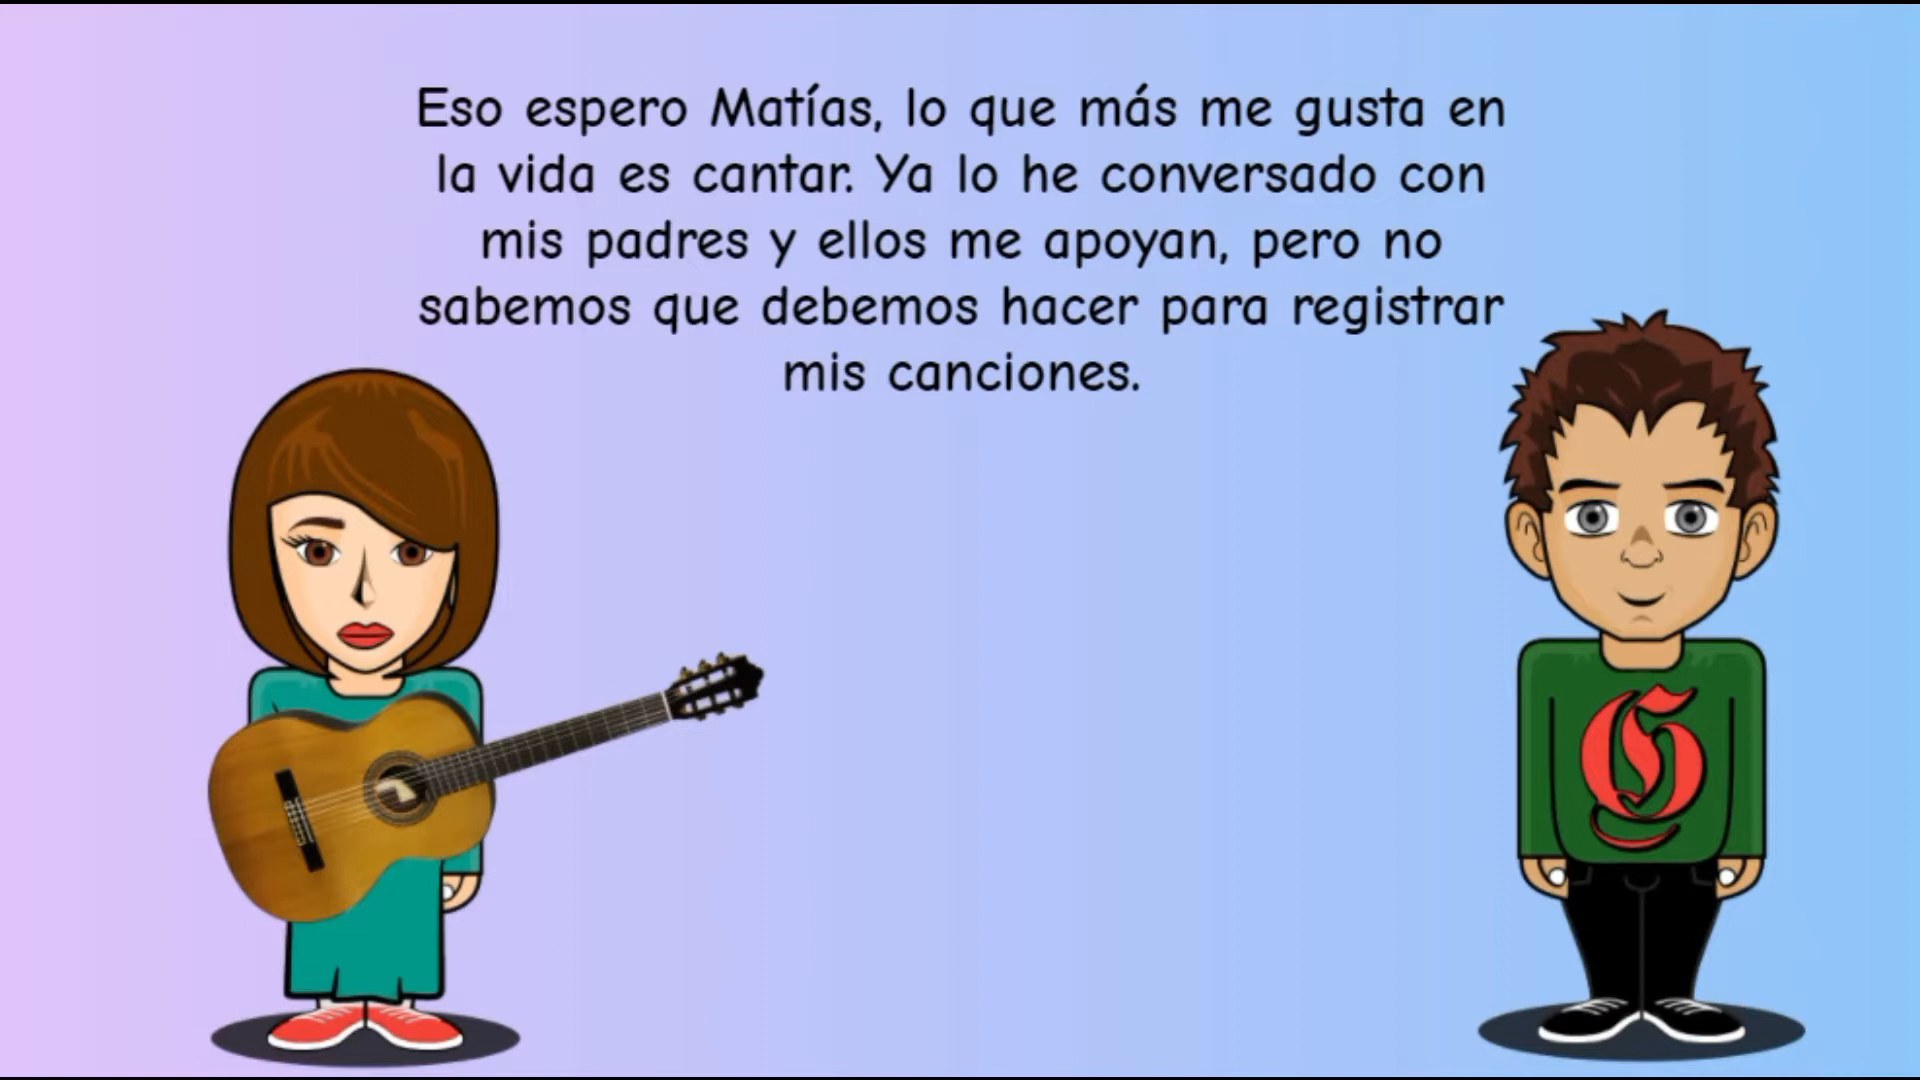 Eso espero Matías, lo que más me gusta en
la vida es cantar. Ya lo he conversado con
mis padres y ellos me apoyan, pero no
sabemos que debemos hacer para registrar
mis canciones.
G